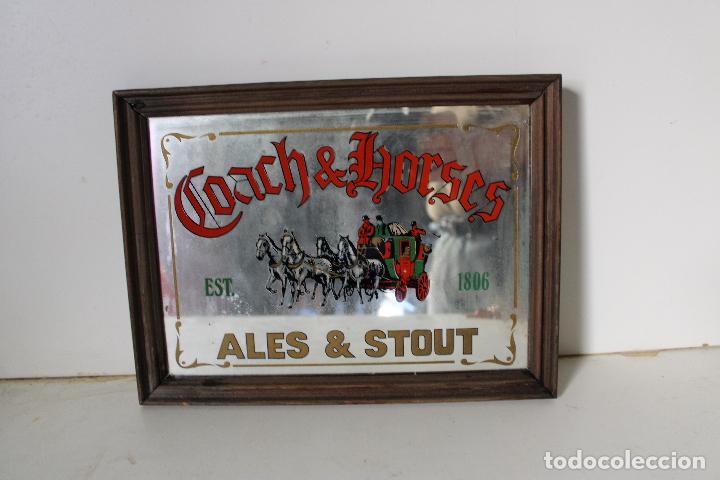 Coach & Horses
EST. 1806
ALES & STOUT
todocoleccion